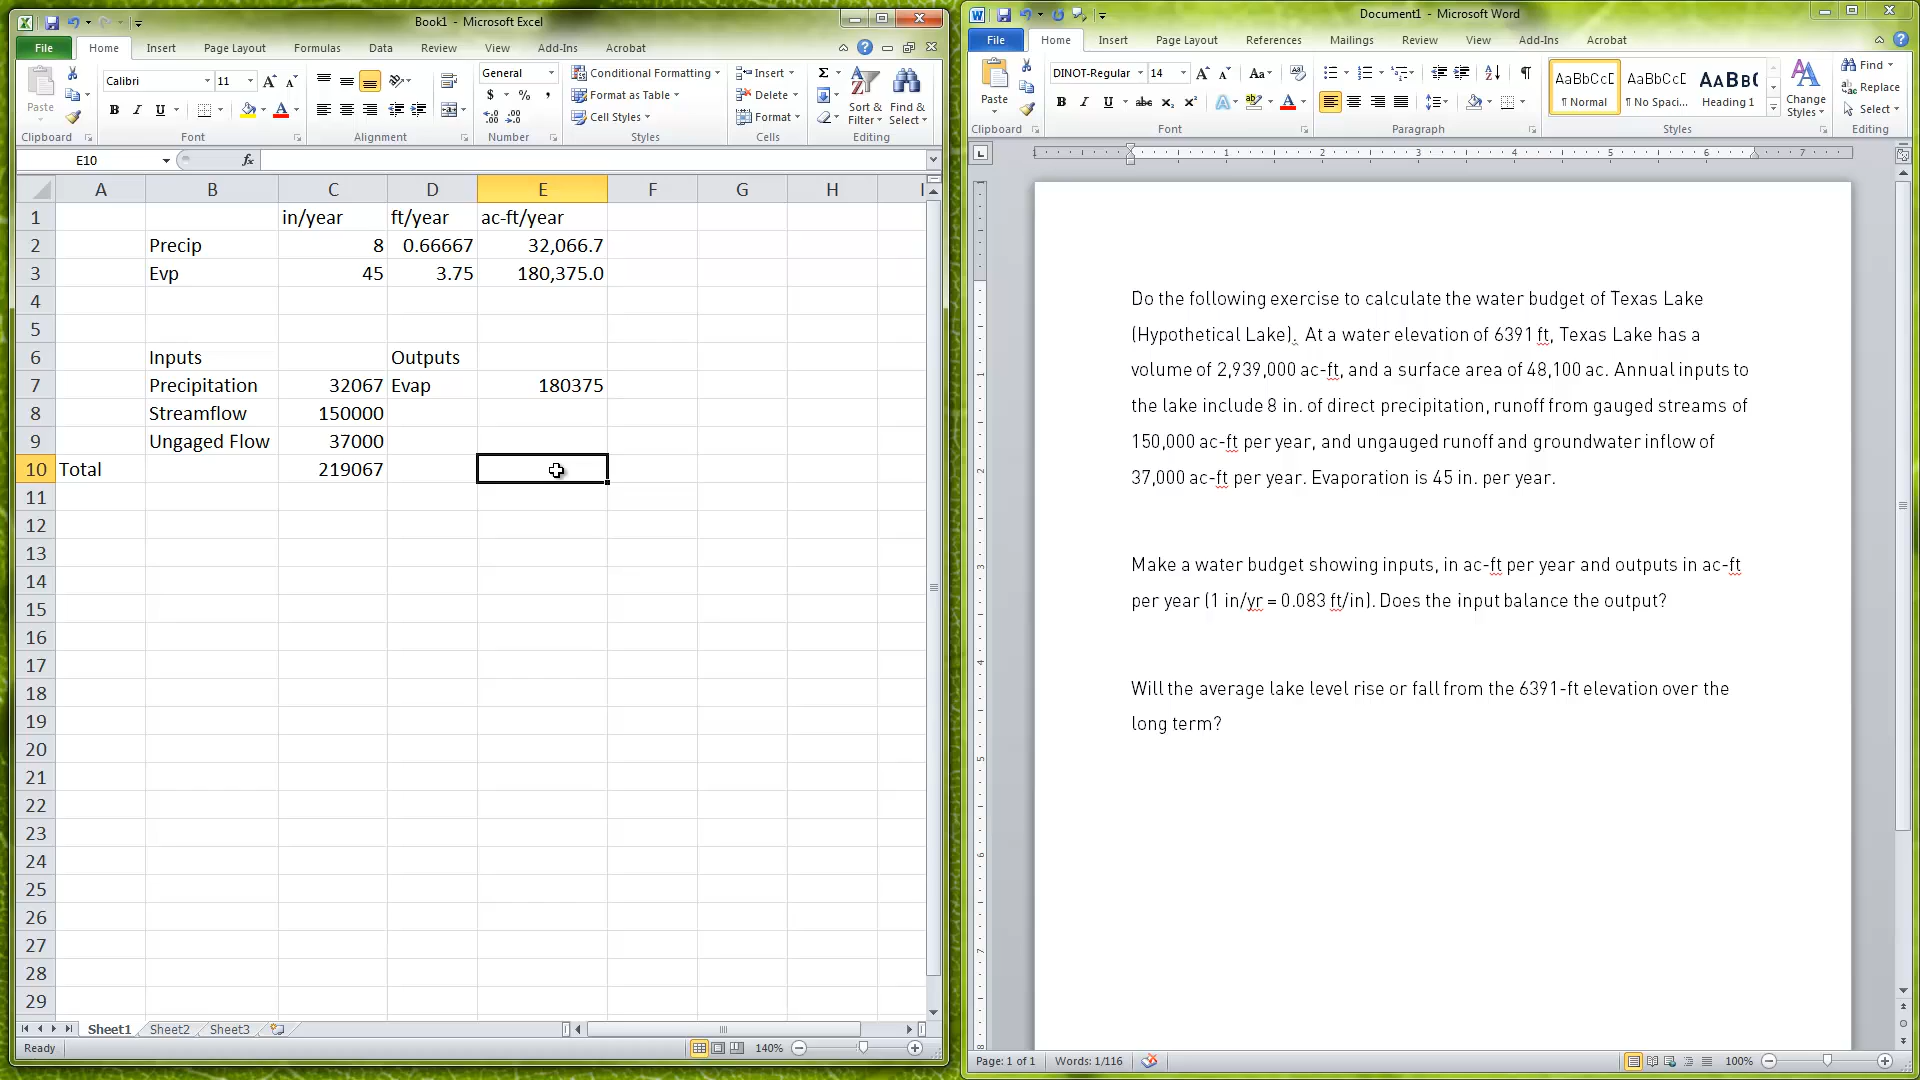 Book1 - Microsoft Excel
File Home Insert Page Layout Formulas Data Review View Add-Ins Acrobat
Paste
Calibri 11
B I U
General
$ %
Conditional Formatting
Format as Table
Cell Styles
Insert
Delete
Format
Sort & Filter
Find & Select
Clipboard Font Alignment Number Styles Cells Editing
E10 fx
A B C D E F G H I
1 in/year ft/year ac-ft/year
2 Precip 8 0.66667 32,066.7
3 Evp 45 3.75 180,375.0
4
5
6 Inputs Outputs
7 Precipitation 32067 Evap 180375
8 Streamflow 150000
9 Ungaged Flow 37000
10 Total 219067
11
12
13
14
15
16
17
18
19
20
21
22
23
24
25
26
27
28
29
Sheet1 Sheet2 Sheet3
Ready 140%
Document1 - Microsoft Word
File Home Insert Page Layout References Mailings Review View Add-Ins Acrobat
Paste
DINOT-Regular 14
B I U abc x₂ x²
AaBbCcD AaBbCcD AaBbC
¶ Normal ¶ No Spaci... Heading 1
Change Styles
Find
Replace
Select
Clipboard Font Paragraph Styles Editing
1 1 2 3 4 5 6 7
Do the following exercise to calculate the water budget of Texas Lake
(Hypothetical Lake). At a water elevation of 6391 ft, Texas Lake has a
volume of 2,939,000 ac-ft, and a surface area of 48,100 ac. Annual inputs to
the lake include 8 in. of direct precipitation, runoff from gauged streams of
150,000 ac-ft per year, and ungauged runoff and groundwater inflow of
37,000 ac-ft per year. Evaporation is 45 in. per year.
Make a water budget showing inputs, in ac-ft per year and outputs in ac-ft
per year (1 in/yr = 0.083 ft/in). Does the input balance the output?
Will the average lake level rise or fall from the 6391-ft elevation over the
long term?
Page: 1 of 1 Words: 1/116 100%